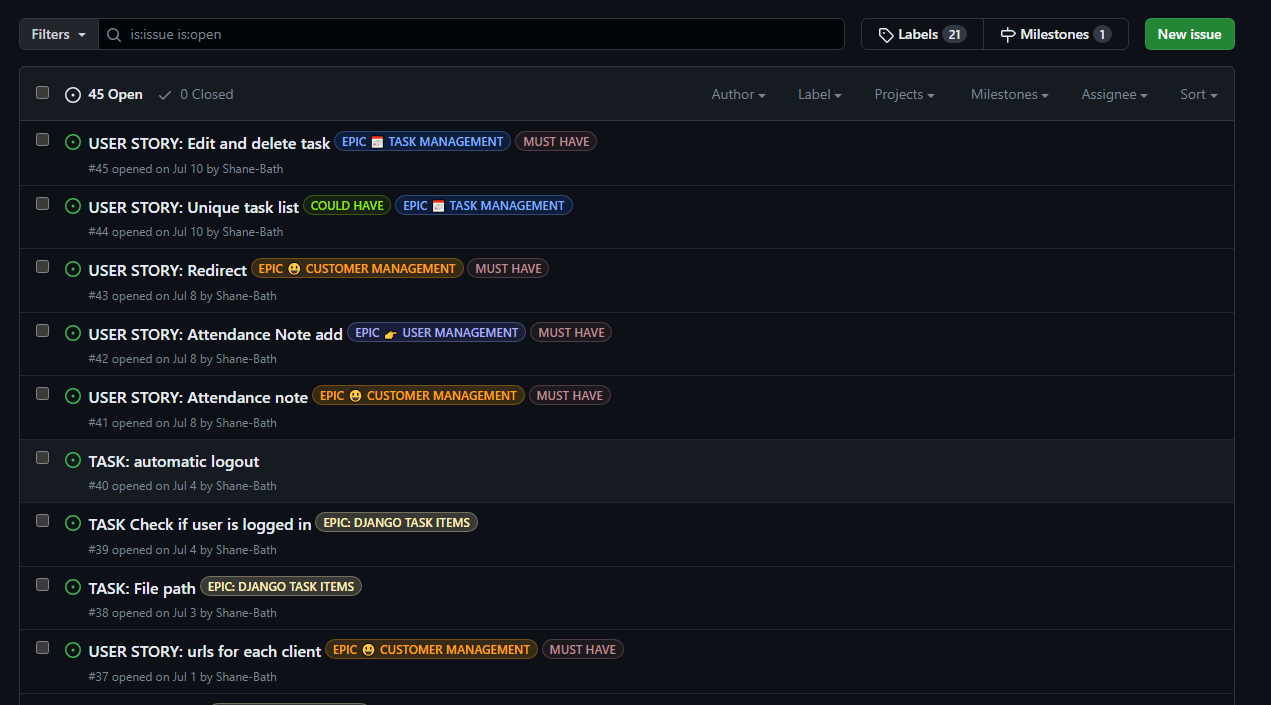 Filters is:issue is:open Labels 21 Milestones 1 New issue
45 Open 0 Closed Author Label Projects Milestones Assignee Sort
USER STORY: Edit and delete task EPIC 📅 TASK MANAGEMENT MUST HAVE
#45 opened on Jul 10 by Shane-Bath
USER STORY: Unique task list COULD HAVE EPIC 📅 TASK MANAGEMENT
#44 opened on Jul 10 by Shane-Bath
USER STORY: Redirect EPIC 😃 CUSTOMER MANAGEMENT MUST HAVE
#43 opened on Jul 8 by Shane-Bath
USER STORY: Attendance Note add EPIC 👉 USER MANAGEMENT MUST HAVE
#42 opened on Jul 8 by Shane-Bath
USER STORY: Attendance note EPIC 😃 CUSTOMER MANAGEMENT MUST HAVE
#41 opened on Jul 8 by Shane-Bath
TASK: automatic logout
#40 opened on Jul 4 by Shane-Bath
TASK Check if user is logged in EPIC: DJANGO TASK ITEMS
#39 opened on Jul 4 by Shane-Bath
TASK: File path EPIC: DJANGO TASK ITEMS
#38 opened on Jul 3 by Shane-Bath
USER STORY: urls for each client EPIC 😃 CUSTOMER MANAGEMENT MUST HAVE
#37 opened on Jul 1 by Shane-Bath